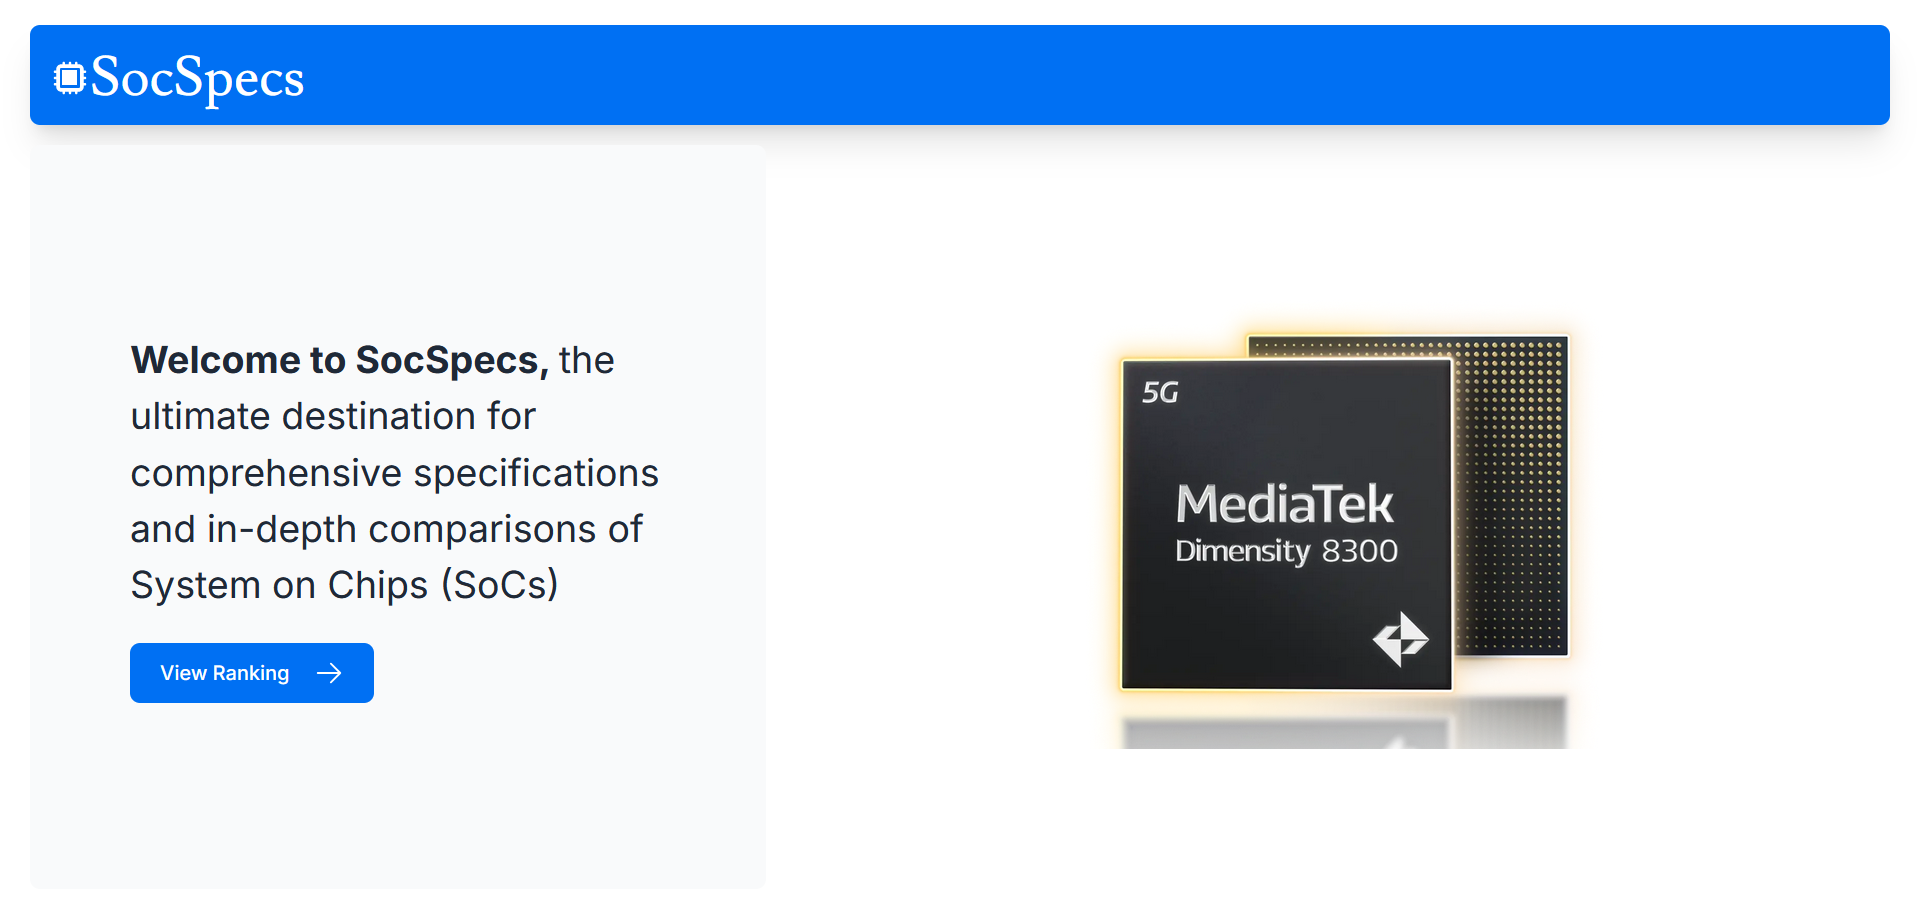 SocSpecs
Welcome to SocSpecs, the
ultimate destination for
comprehensive specifications
and in-depth comparisons of
System on Chips (SoCs)
View Ranking
5G
MediaTek
Dimensity 8300